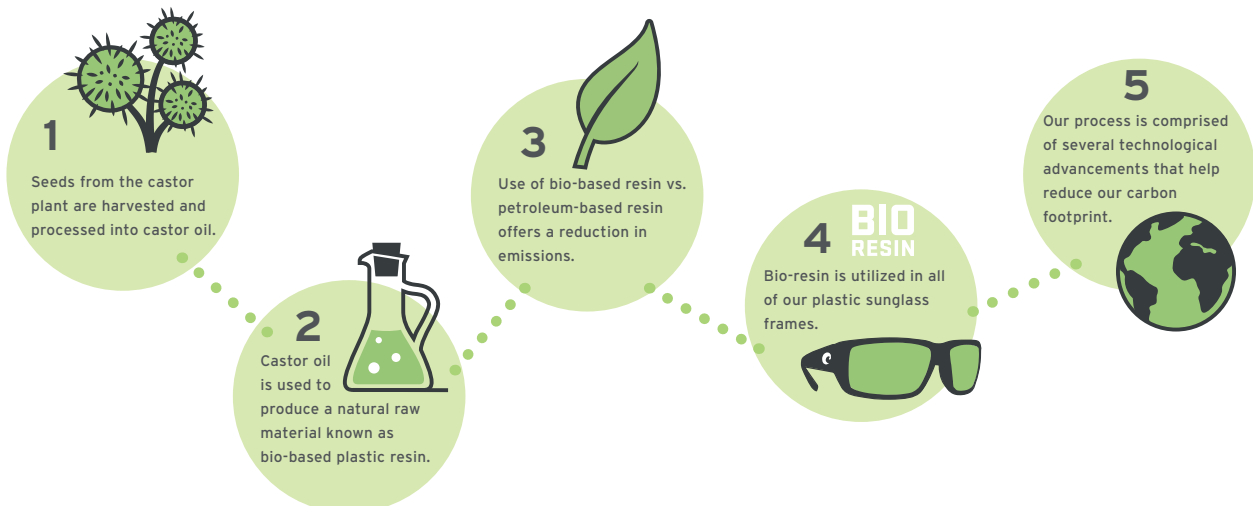 1
Seeds from the castor
plant are harvested and
processed into castor oil.
2
Castor oil
is used to
produce a natural raw
material known as
bio-based plastic resin.
3
Use of bio-based resin vs.
petroleum-based resin
offers a reduction in
emissions.
4
BIO
RESIN
Bio-resin is utilized in all
of our plastic sunglass
frames.
5
Our process is comprised
of several technological
advancements that help
reduce our carbon
footprint.